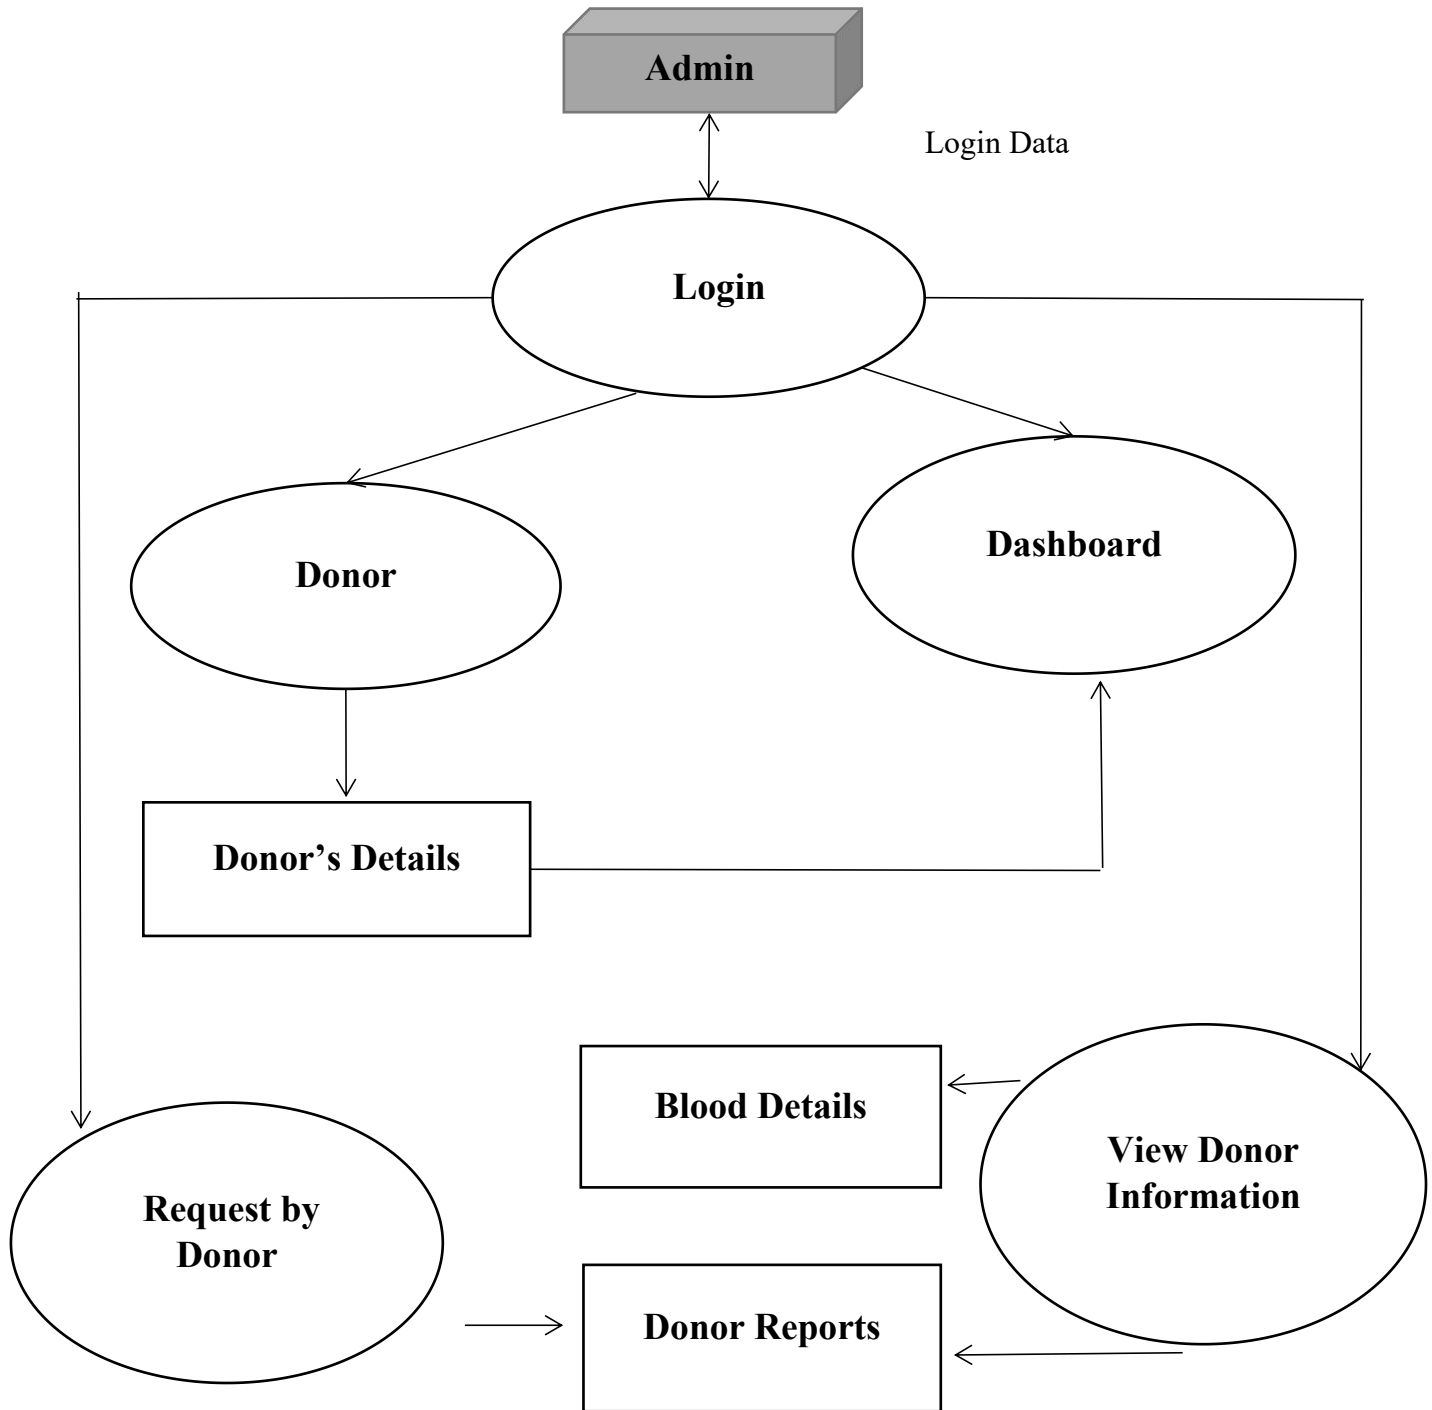 Admin
Login Data
Login
Dashboard
Donor
Donor’s Details
Blood Details
View Donor
Information
Request by
Donor
Donor Reports